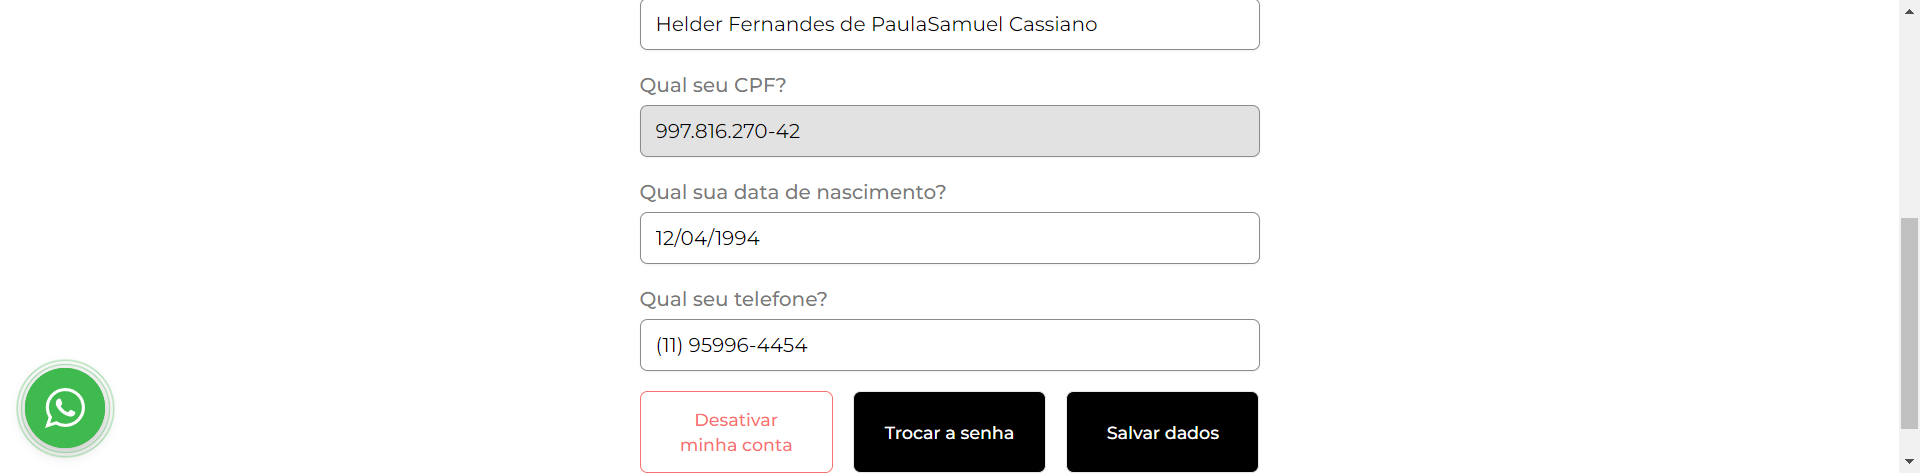 Helder Fernandes de PaulaSamuel Cassiano
Qual seu CPF?
997.816.270-42
Qual sua data de nascimento?
12/04/1994
Qual seu telefone?
(11) 95996-4454
Desativar
minha conta
Trocar a senha
Salvar dados